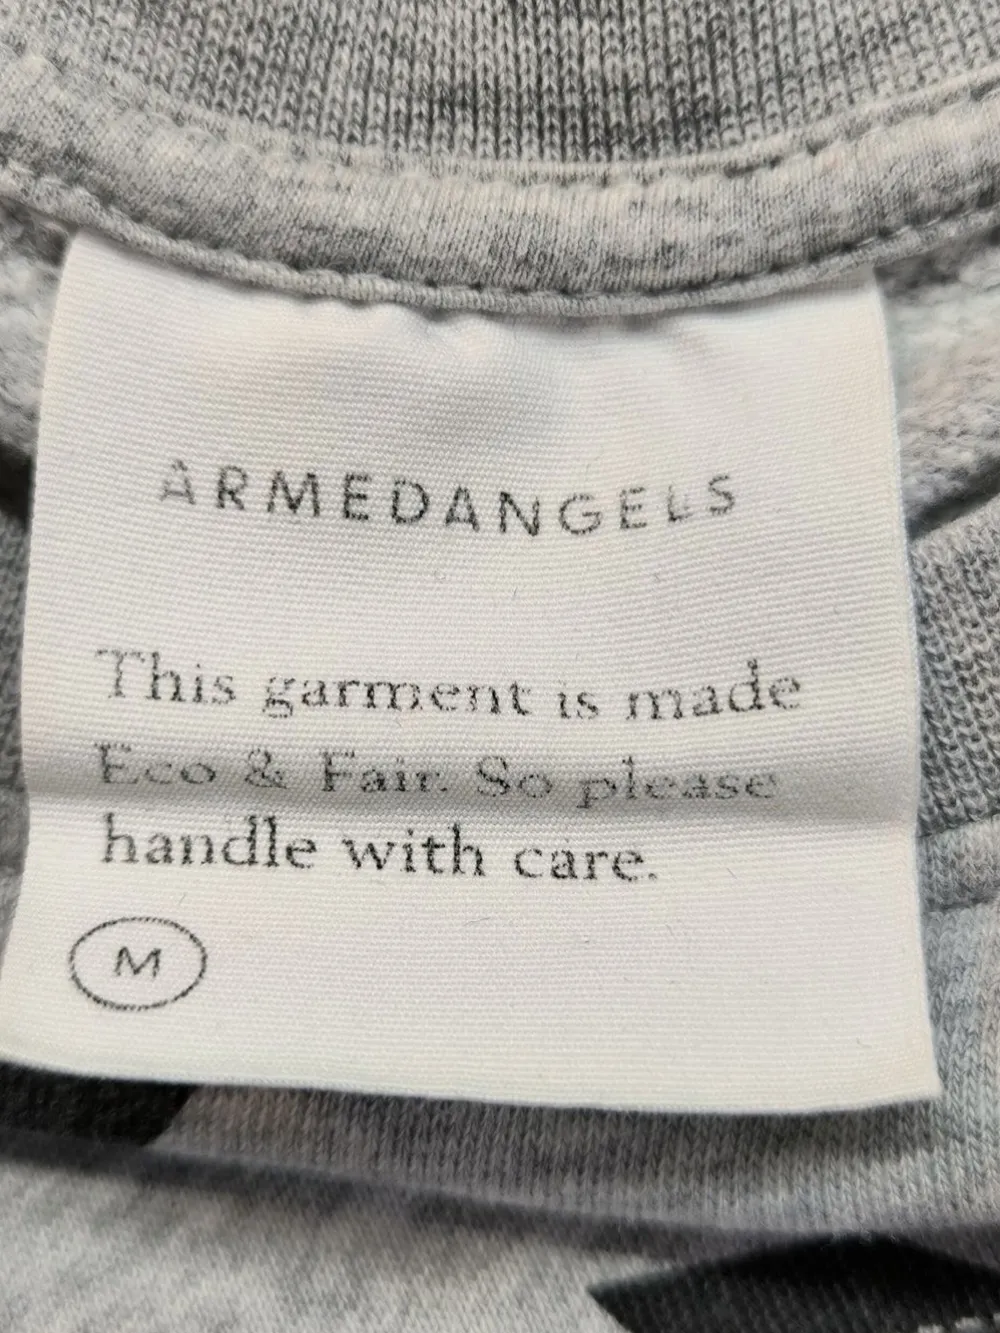 ARMEDANGELS
This garment is made
Eco & Fair. So please
handle with care.
M